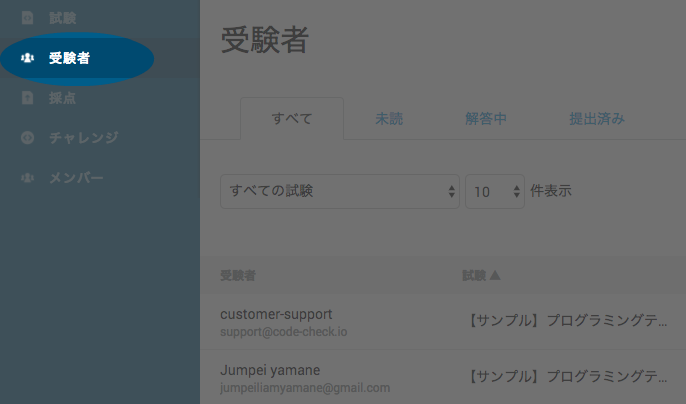 試験
受験者
採点
チャレンジ
メンバー
受験者
すべて 未読 解答中 提出済み
すべての試験 10 件表示
受験者 試験
customer-support
support@code-check.io
【サンプル】プログラミングテ...
Jumpei yamane
jumpeiliamyamane@gmail.com
【サンプル】プログラミングテ...